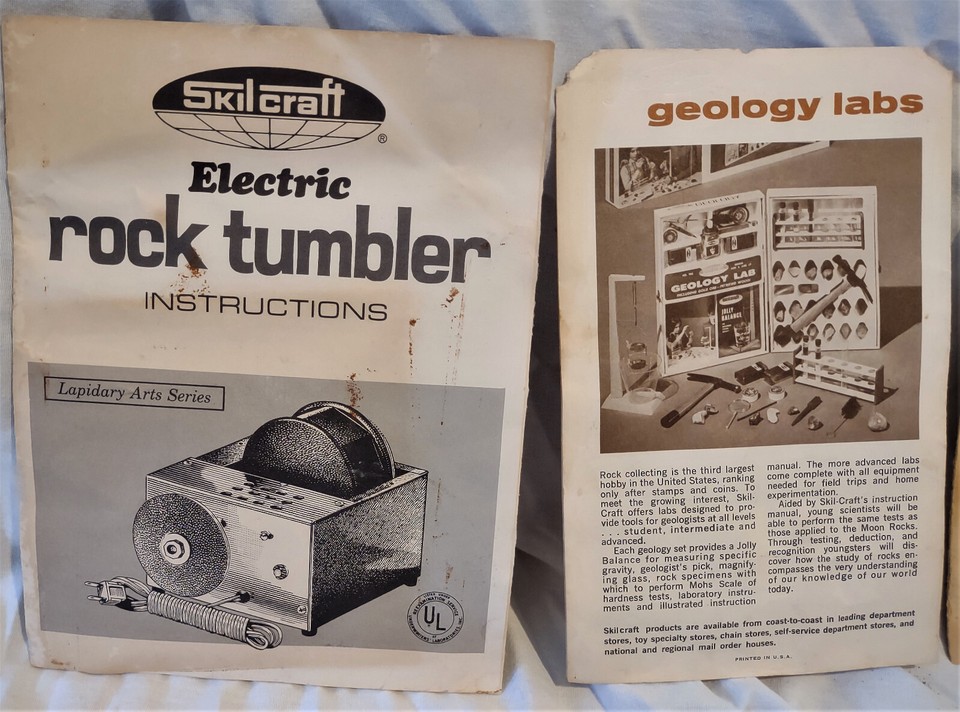 Skilcraft
®
Electric
rock tumbler
INSTRUCTIONS
Lapidary Arts Series
UL
geology labs
GEOLOGY
GEOLOGY LAB
JOLLY
BALANCE
Rock collecting is the third largest
hobby in the United States, ranking
only after stamps and coins. To
meet the growing interest, Skil-
Craft offers labs designed to pro-
vide tools for geologists at all levels
. . . student, intermediate and
advanced.
Each geology set provides a Jolly
Balance for measuring specific
gravity, geologist's pick, magnify-
ing glass, rock specimens with
which to perform Mohs Scale of
hardness tests, laboratory instru-
ments and illustrated instruction
manual. The more advanced labs
come complete with all equipment
needed for field trips and home
experimentation.
Aided by Skil-Craft's instruction
manual, young scientists will be
able to perform the same tests as
those applied to the Moon Rocks.
Through testing, deduction, and
recognition youngsters will dis-
cover how the study of rocks en-
compasses the very understanding
of our knowledge of our world
today.
Skilcraft products are available from coast-to-coast in leading department
stores, toy specialty stores, chain stores, self-service department stores, and
national and regional mail order houses.
PRINTED IN U.S.A.